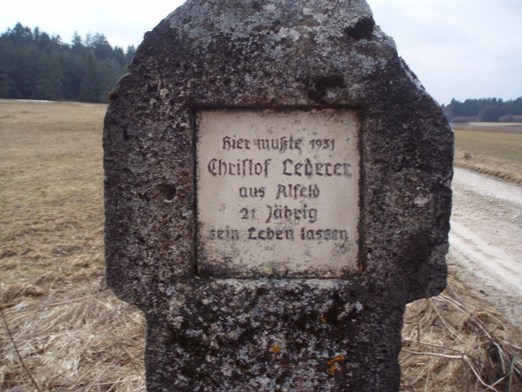 Hier mußte 1931
Christof Lederer
aus Alfeld
21 Jährig
sein Leben lassen